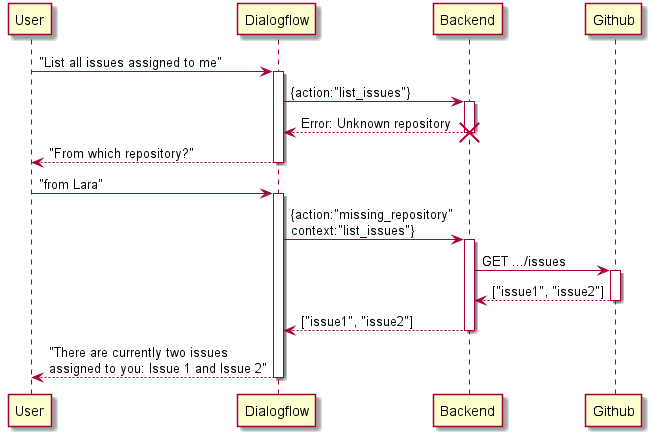 User
Dialogflow
Backend
Github
"List all issues assigned to me"
{action:"list_issues"}
Error: Unknown repository
"From which repository?"
"from Lara"
{action:"missing_repository"
context:"list_issues"}
GET .../issues
["issue1", "issue2"]
["issue1", "issue2"]
"There are currently two issues
assigned to you: Issue 1 and Issue 2"
User
Dialogflow
Backend
Github